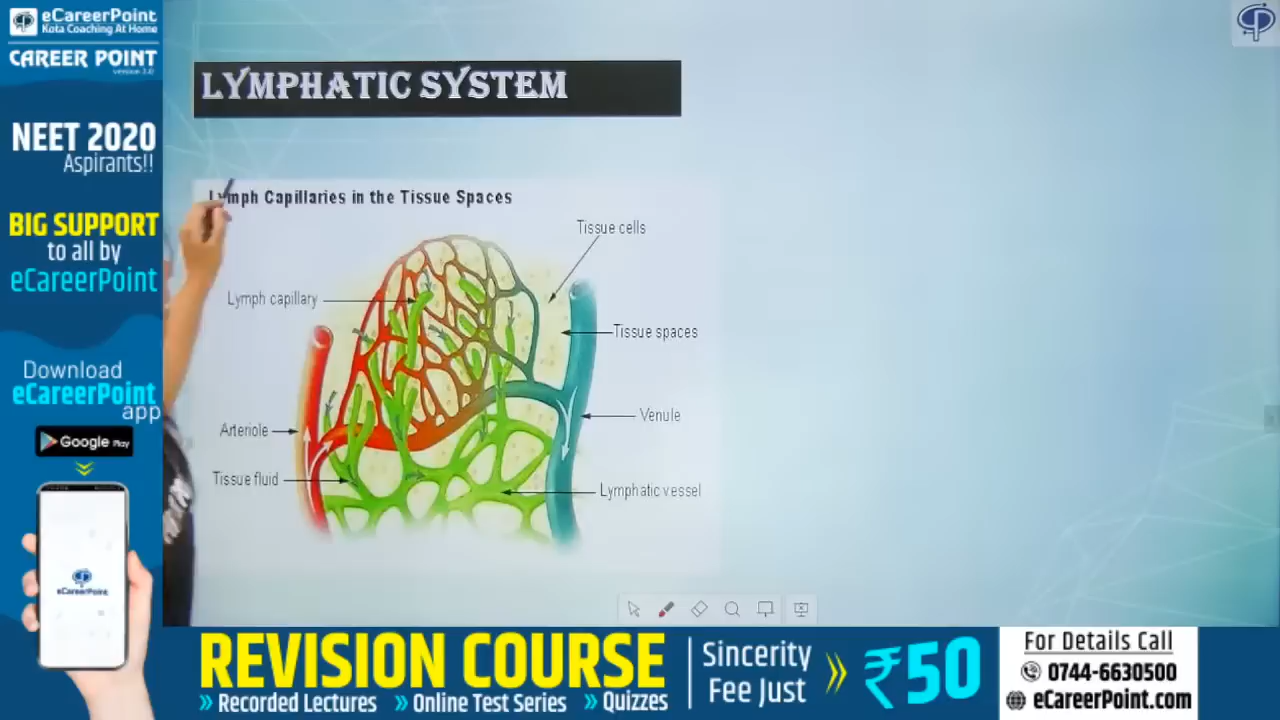 eCareerPoint
Kota Coaching At Home
CAREER POINT
version 2.0
NEET 2020
Aspirants!!
BIG SUPPORT
to all by
eCareerPoint
Download
eCareerPoint
app
Google Play
eCareerPoint
LYMPHATIC SYSTEM
Lymph Capillaries in the Tissue Spaces
Tissue cells
Lymph capillary
Tissue spaces
Venule
Arteriole
Tissue fluid
Lymphatic vessel
REVISION COURSE
» Recorded Lectures » Online Test Series » Quizzes
Sincerity
Fee Just
» ₹50
For Details Call
0744-6630500
eCareerPoint.com